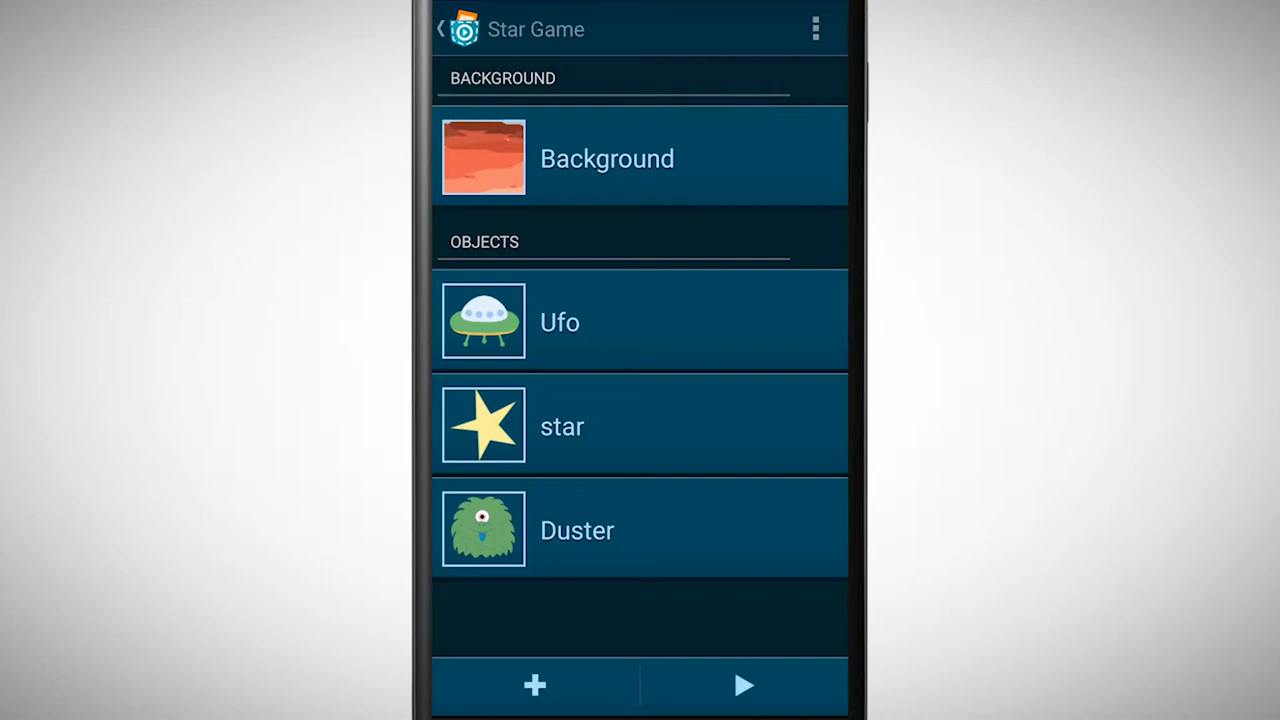 Star Game
BACKGROUND
Background
OBJECTS
Ufo
star
Duster